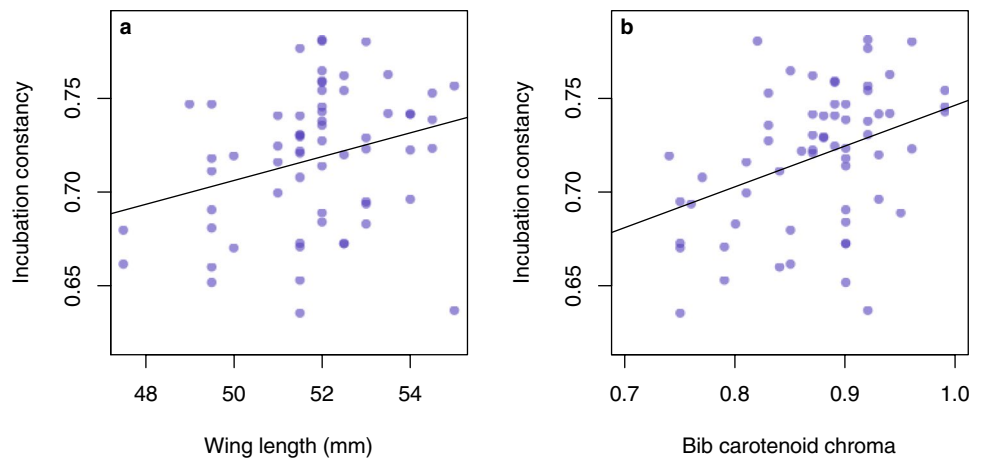 a
Incubation constancy
0.75
0.70
0.65
48 50 52 54
Wing length (mm)
b
Incubation constancy
0.75
0.70
0.65
0.7 0.8 0.9 1.0
Bib carotenoid chroma